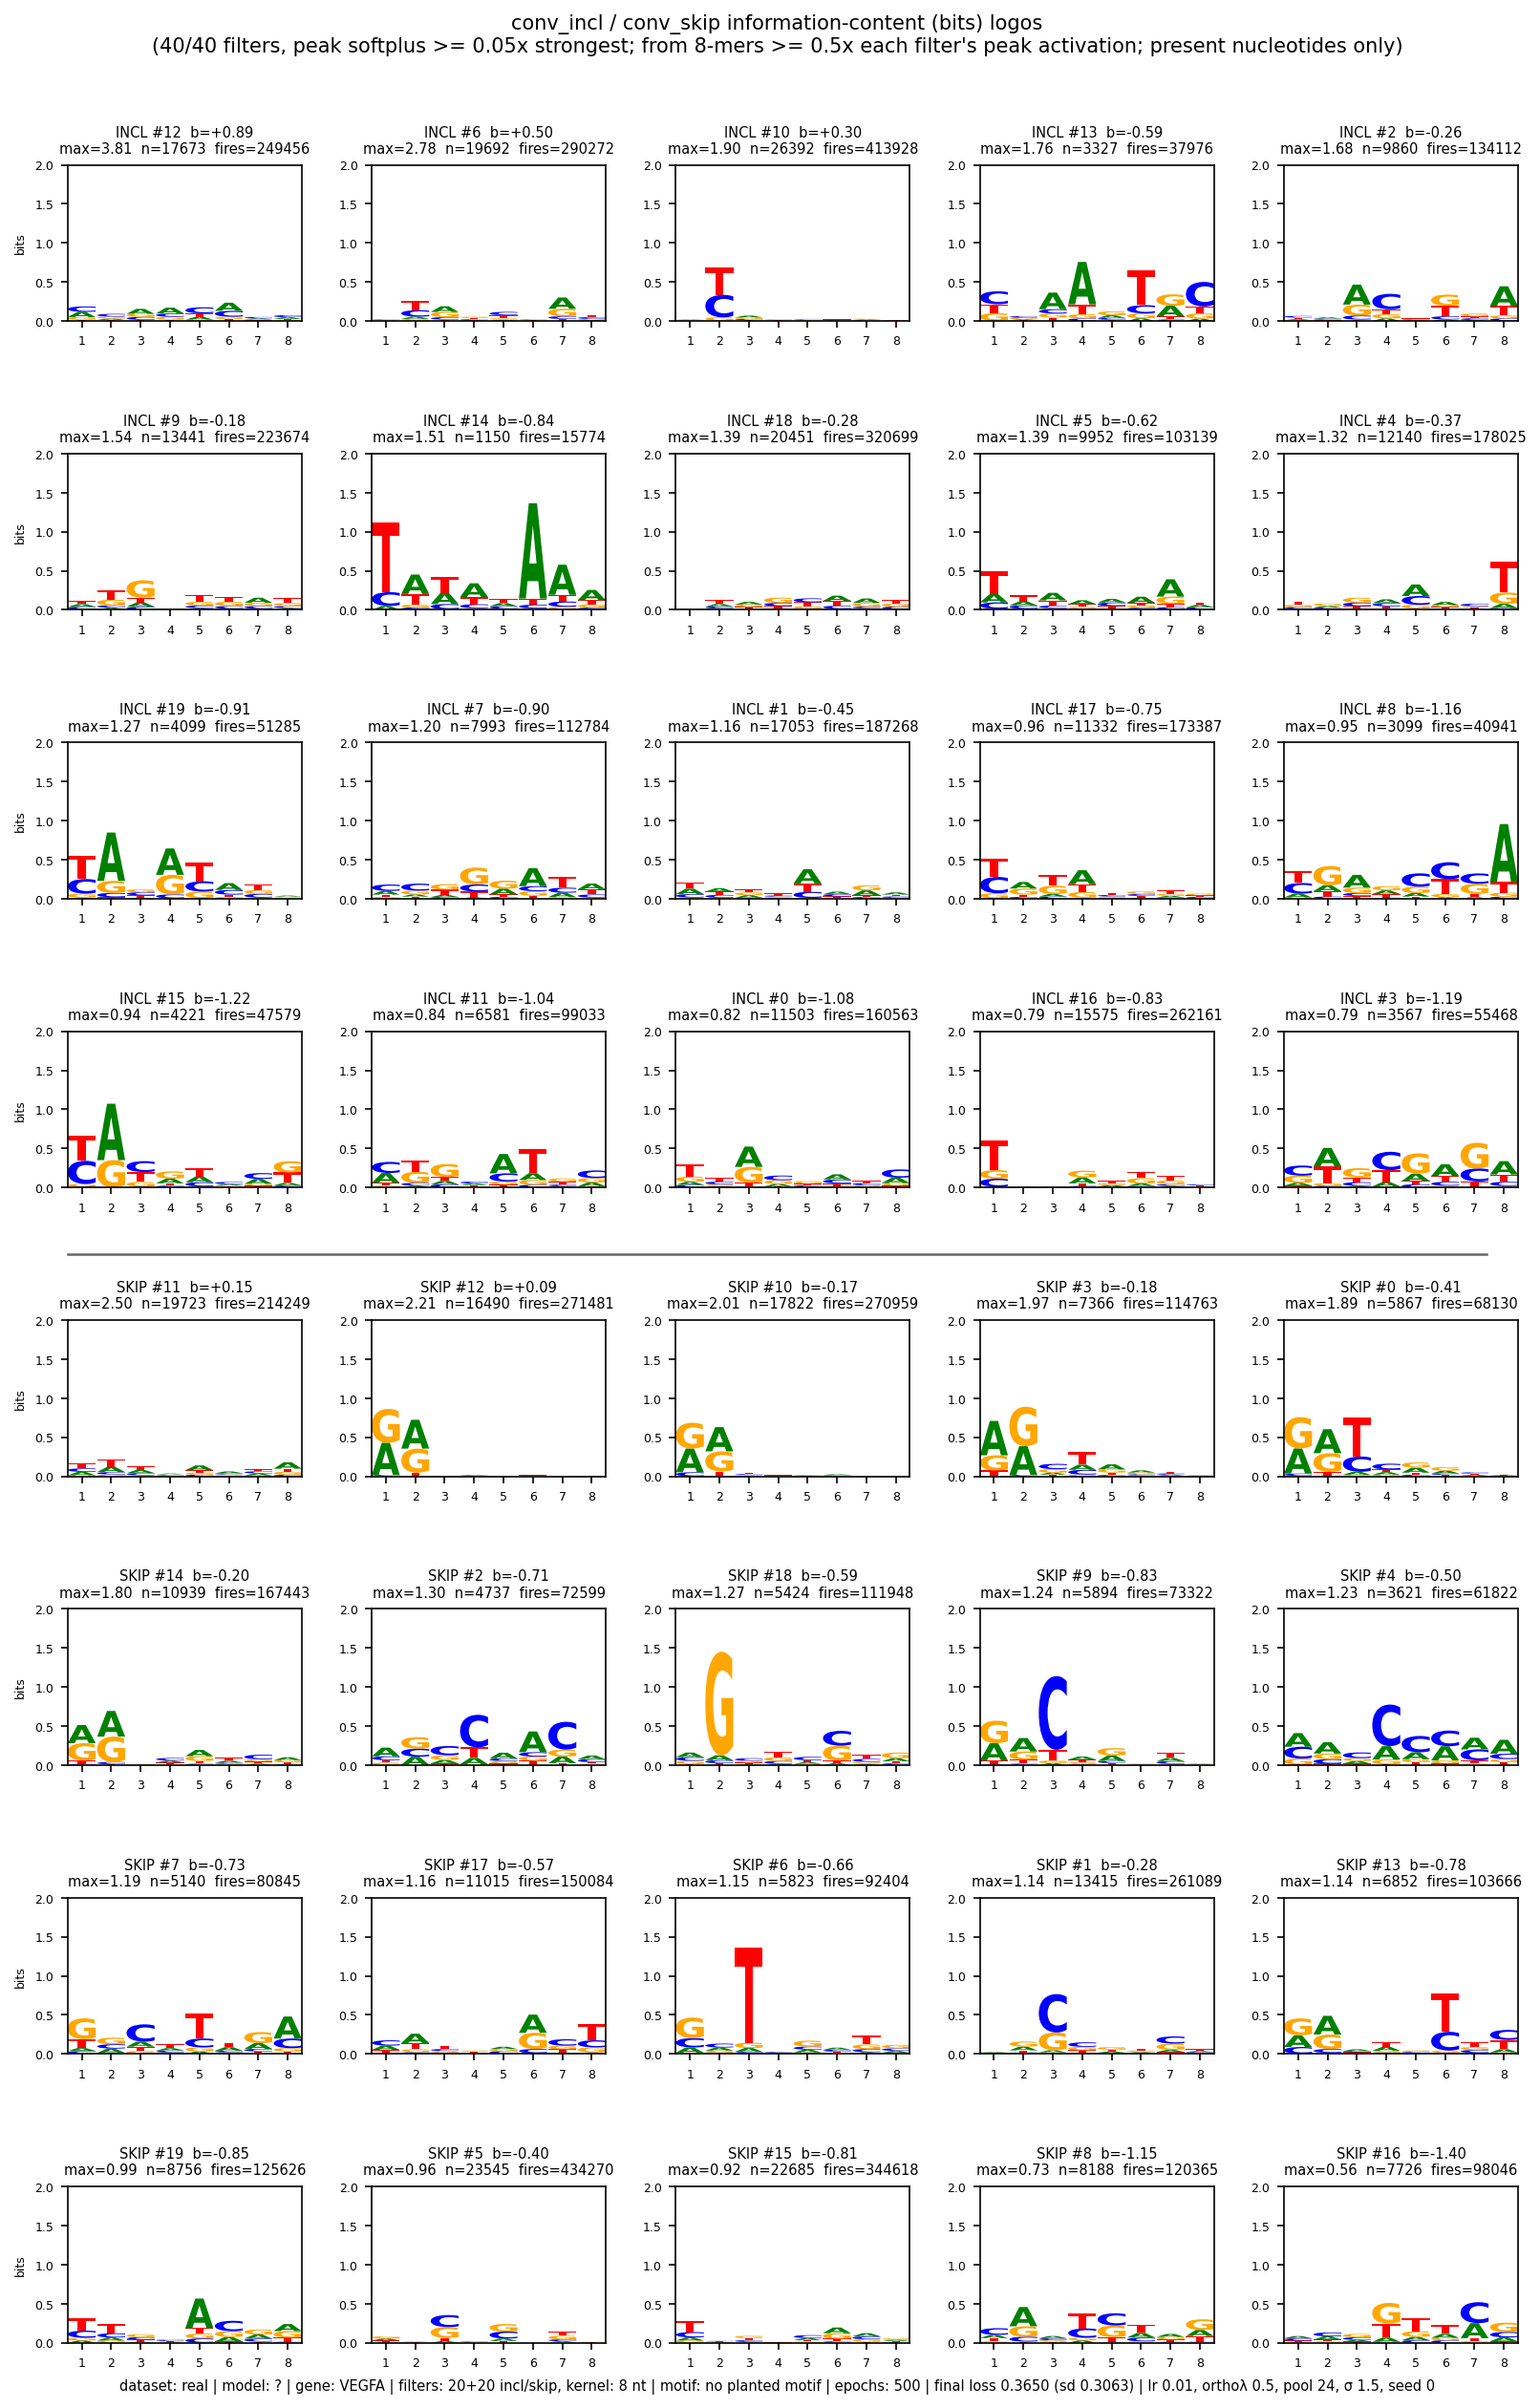 conv_incl / conv_skip information-content (bits) logos
(40/40 filters, peak softplus >= 0.05x strongest; from 8-mers >= 0.5x each filter's peak activation; present nucleotides only)
INCL #12 b=+0.89
max=3.81 n=17673 fires=249456
INCL #6 b=+0.50
max=2.78 n=19692 fires=290272
INCL #10 b=+0.30
max=1.90 n=26392 fires=413928
INCL #13 b=-0.59
max=1.76 n=3327 fires=37976
INCL #2 b=-0.26
max=1.68 n=9860 fires=134112
INCL #9 b=-0.18
max=1.54 n=13441 fires=223674
INCL #14 b=-0.84
max=1.51 n=1150 fires=15774
INCL #18 b=-0.28
max=1.39 n=20451 fires=320699
INCL #5 b=-0.62
max=1.39 n=9952 fires=103139
INCL #4 b=-0.37
max=1.32 n=12140 fires=178025
INCL #19 b=-0.91
max=1.27 n=4099 fires=51285
INCL #7 b=-0.90
max=1.20 n=7993 fires=112784
INCL #1 b=-0.45
max=1.16 n=17053 fires=187268
INCL #17 b=-0.75
max=0.96 n=11332 fires=173387
INCL #8 b=-1.16
max=0.95 n=3099 fires=40941
INCL #15 b=-1.22
max=0.94 n=4221 fires=47579
INCL #11 b=-1.04
max=0.84 n=6581 fires=99033
INCL #0 b=-1.08
max=0.82 n=11503 fires=160563
INCL #16 b=-0.83
max=0.79 n=15575 fires=262161
INCL #3 b=-1.19
max=0.79 n=3567 fires=55468
SKIP #11 b=+0.15
max=2.50 n=19723 fires=214249
SKIP #12 b=+0.09
max=2.21 n=16490 fires=271481
SKIP #10 b=-0.17
max=2.01 n=17822 fires=270959
SKIP #3 b=-0.18
max=1.97 n=7366 fires=114763
SKIP #0 b=-0.41
max=1.89 n=5867 fires=68130
SKIP #14 b=-0.20
max=1.80 n=10939 fires=167443
SKIP #2 b=-0.71
max=1.30 n=4737 fires=72599
SKIP #18 b=-0.59
max=1.27 n=5424 fires=111948
SKIP #9 b=-0.83
max=1.24 n=5894 fires=73322
SKIP #4 b=-0.50
max=1.23 n=3621 fires=61822
SKIP #7 b=-0.73
max=1.19 n=5140 fires=80845
SKIP #17 b=-0.57
max=1.16 n=11015 fires=150084
SKIP #6 b=-0.66
max=1.15 n=5823 fires=92404
SKIP #1 b=-0.28
max=1.14 n=13415 fires=261089
SKIP #13 b=-0.78
max=1.14 n=6852 fires=103666
SKIP #19 b=-0.85
max=0.99 n=8756 fires=125626
SKIP #5 b=-0.40
max=0.96 n=23545 fires=434270
SKIP #15 b=-0.81
max=0.92 n=22685 fires=344618
SKIP #8 b=-1.15
max=0.73 n=8188 fires=120365
SKIP #16 b=-1.40
max=0.56 n=7726 fires=98046
bits
2.0
1.5
1.0
0.5
0.0
1 2 3 4 5 6 7 8
dataset: real | model: ? | gene: VEGFA | filters: 20+20 incl/skip, kernel: 8 nt | motif: no planted motif | epochs: 500 | final loss 0.3650 (sd 0.3063) | lr 0.01, orthoλ 0.5, pool 24, σ 1.5, seed 0